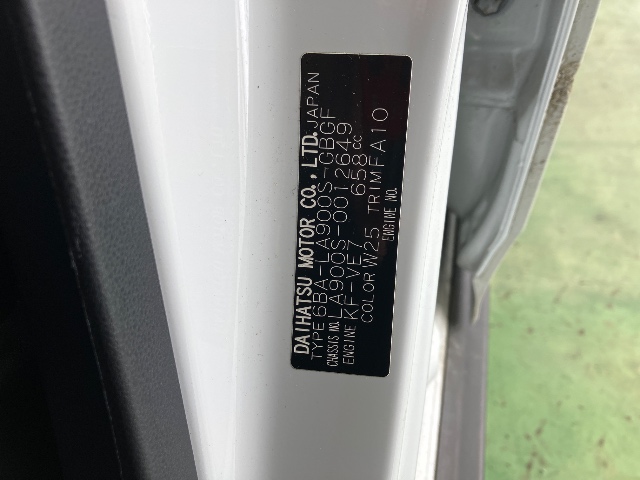 DAIHATSU MOTOR CO., LTD. JAPAN
TYPE 6BA-LA900S-GBGF
CHASSIS NO. LA900S-0012649
ENGINE KF-VE7 658cc
COLOR W25 TRIM FA10
ENGINE NO.